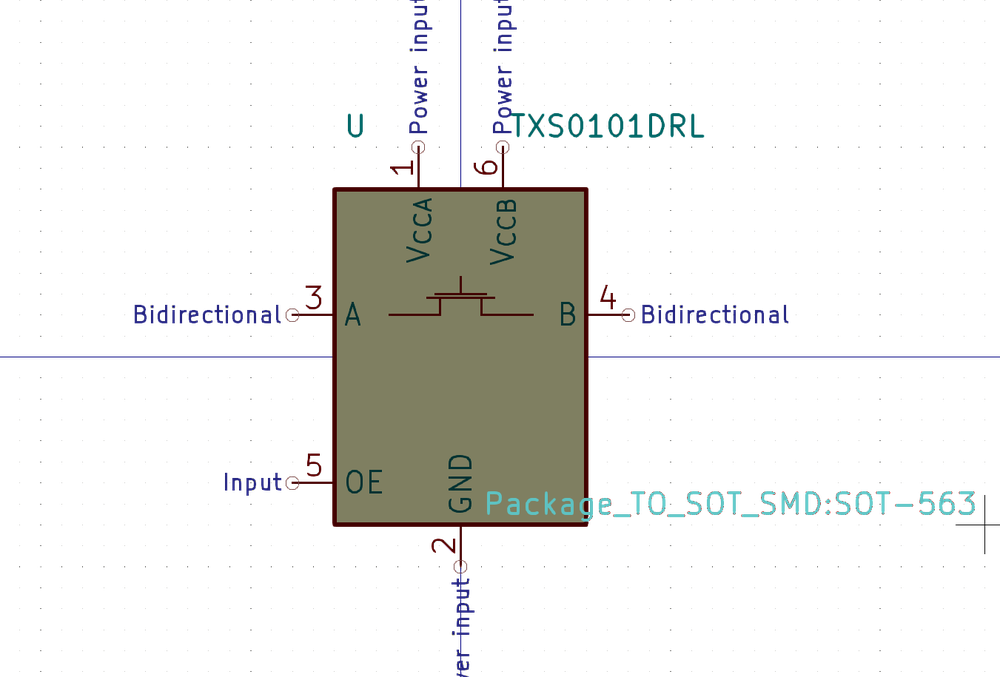 Power input
Power input
U
TXS0101DRL
1
6
VCCA
VCCB
Bidirectional
3
A
B
4
Bidirectional
Input
5
OE
GND
Package_TO_SOT_SMD:SOT-563
2
er input